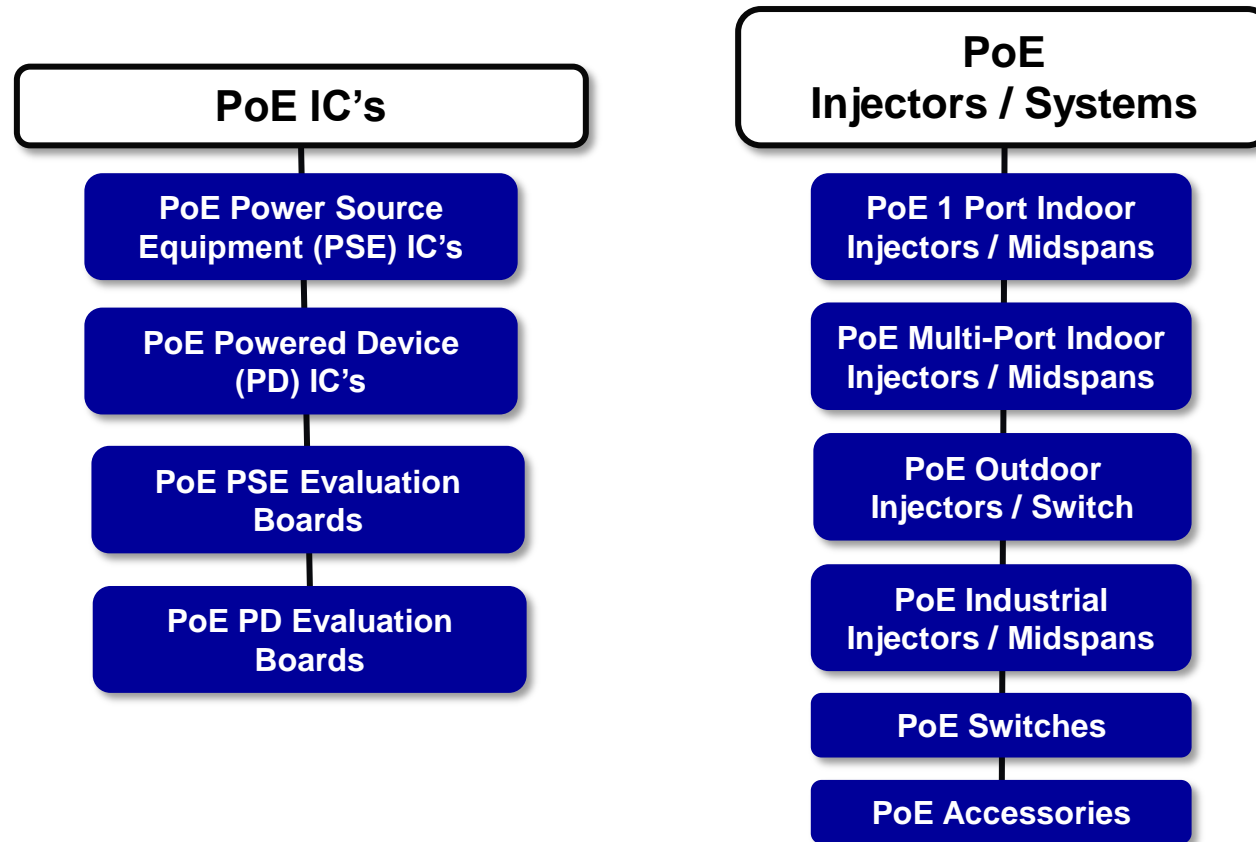 PoE IC’s
PoE Power Source
Equipment (PSE) IC’s
PoE Powered Device
(PD) IC’s
PoE PSE Evaluation
Boards
PoE PD Evaluation
Boards
PoE
Injectors / Systems
PoE 1 Port Indoor
Injectors / Midspans
PoE Multi-Port Indoor
Injectors / Midspans
PoE Outdoor
Injectors / Switch
PoE Industrial
Injectors / Midspans
PoE Switches
PoE Accessories